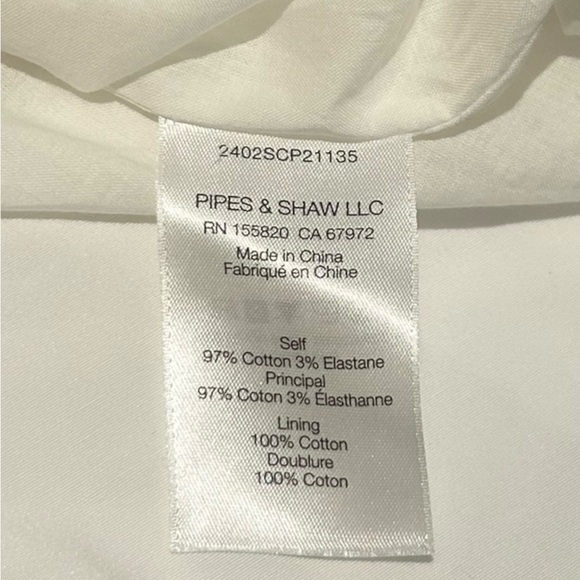 2402SCP21135
PIPES & SHAW LLC
RN 155820 CA 67972
Made in China
Fabriqué en Chine
Self
97% Cotton 3% Elastane
Principal
97% Coton 3% Élasthanne
Lining
100% Cotton
Doublure
100% Coton